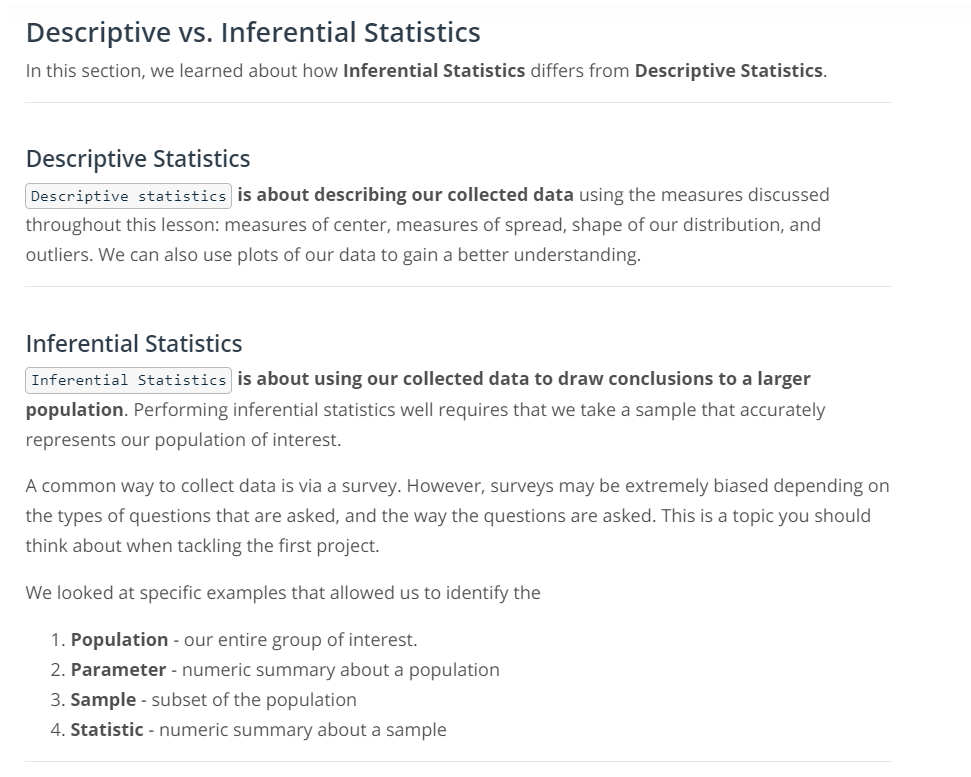 Descriptive vs. Inferential Statistics
In this section, we learned about how Inferential Statistics differs from Descriptive Statistics.
Descriptive Statistics
Descriptive statistics is about describing our collected data using the measures discussed
throughout this lesson: measures of center, measures of spread, shape of our distribution, and
outliers. We can also use plots of our data to gain a better understanding.
Inferential Statistics
Inferential Statistics is about using our collected data to draw conclusions to a larger
population. Performing inferential statistics well requires that we take a sample that accurately
represents our population of interest.
A common way to collect data is via a survey. However, surveys may be extremely biased depending on
the types of questions that are asked, and the way the questions are asked. This is a topic you should
think about when tackling the first project.
We looked at specific examples that allowed us to identify the
1. Population - our entire group of interest.
2. Parameter - numeric summary about a population
3. Sample - subset of the population
4. Statistic - numeric summary about a sample